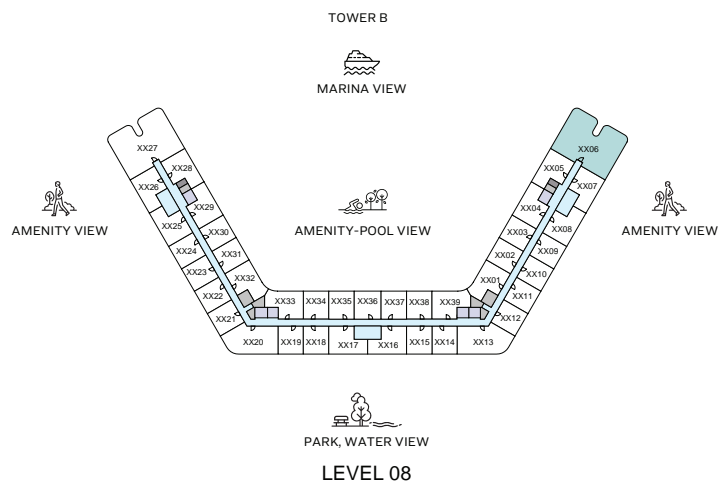 TOWER B
MARINA VIEW
XX27
XX06
XX28
XX05
XX26
XX07
XX29
XX04
AMENITY VIEW
AMENITY-POOL VIEW
AMENITY VIEW
XX25
XX30
XX03
XX08
XX24
XX31
XX02
XX09
XX23
XX32
XX01
XX10
XX22
XX33
XX34
XX35
XX36
XX37
XX38
XX39
XX11
XX21
XX12
XX20
XX19
XX18
XX17
XX16
XX15
XX14
XX13
PARK, WATER VIEW
LEVEL 08